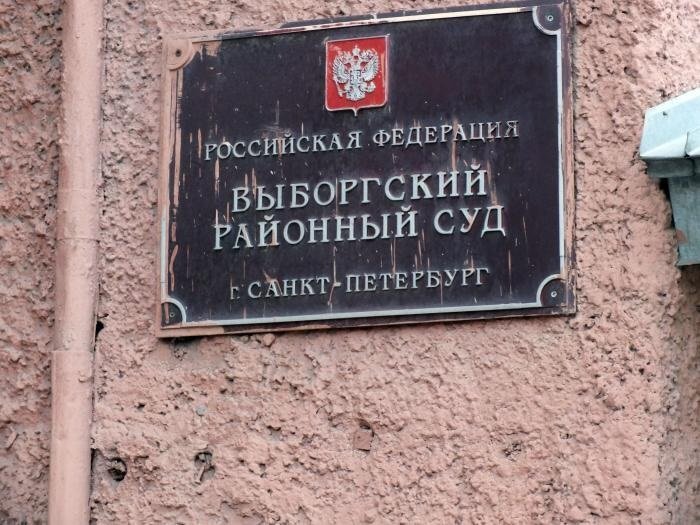 РОССИЙСКАЯ ФЕДЕРАЦИЯ
ВЫБОРГСКИЙ
РАЙОННЫЙ СУД
г. САНКТ-ПЕТЕРБУРГ